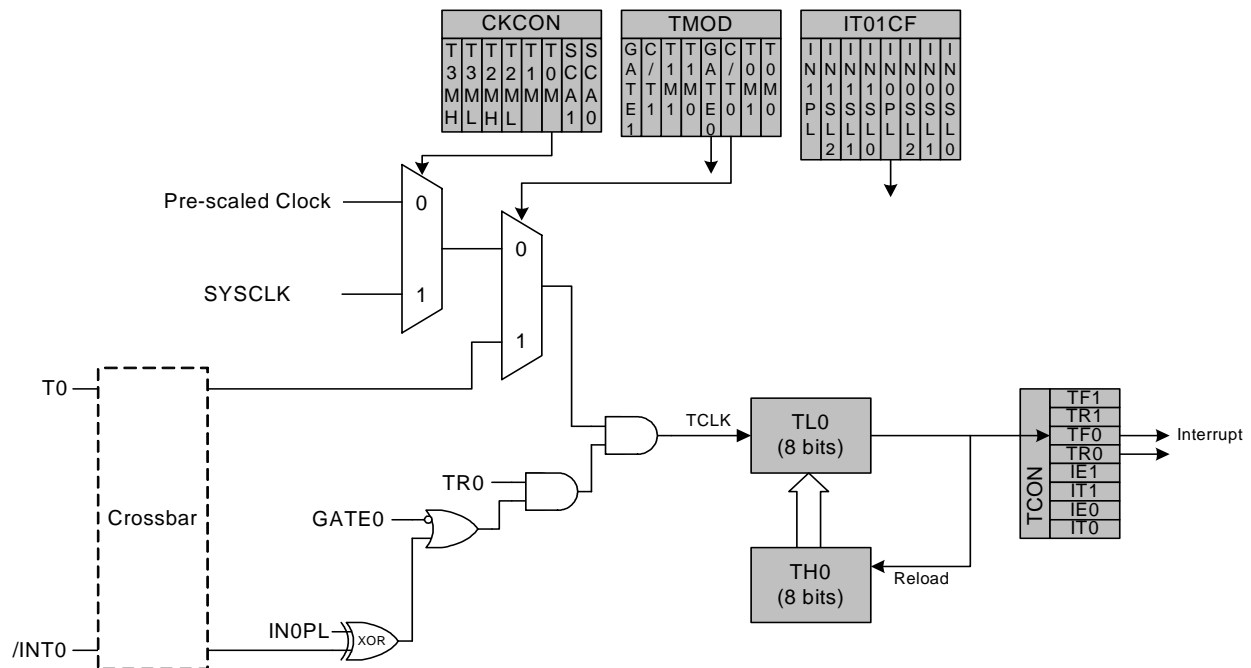 CKCON
T3MH
T3ML
T2MH
T2ML
T1M
T0M
SCA1
SCA0
TMOD
GATE1
C/T1
T1M1
T1M0
GATE0
C/T0
T0M1
T0M0
IT01CF
IN1PL
IN1SL2
IN1SL1
IN1SL0
IN0PL
IN0SL2
IN0SL1
IN0SL0
Pre-scaled Clock
0
SYSCLK
1
0
1
T0
Crossbar
/INT0
TR0
GATE0
IN0PL
XOR
TCLK
TL0
(8 bits)
TH0
(8 bits)
Reload
TCON
TF1
TR1
TF0
TR0
IE1
IT1
IE0
IT0
Interrupt